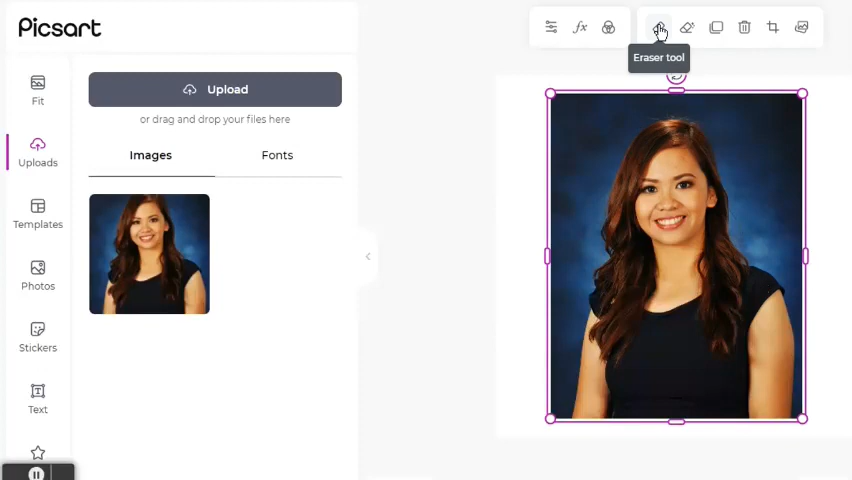 Picsart
fx
Eraser tool
Upload
or drag and drop your files here
Images
Fonts
Fit
Uploads
Templates
Photos
Stickers
Text